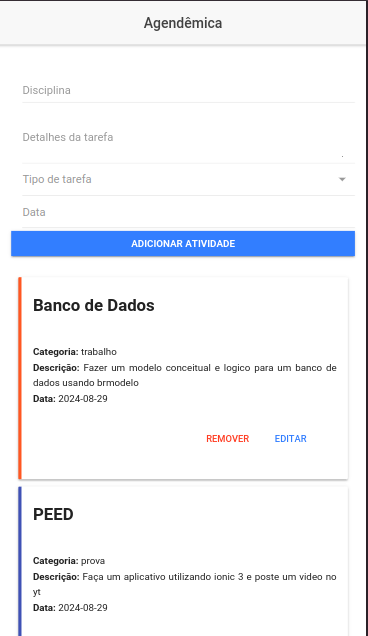 Agendêmica
Disciplina
Detalhes da tarefa
Tipo de tarefa
Data
ADICIONAR ATIVIDADE
Banco de Dados
Categoria: trabalho
Descrição: Fazer um modelo conceitual e logico para um banco de
dados usando brmodelo
Data: 2024-08-29
REMOVER EDITAR
PEED
Categoria: prova
Descrição: Faça um aplicativo utilizando ionic 3 e poste um video no
yt
Data: 2024-08-29